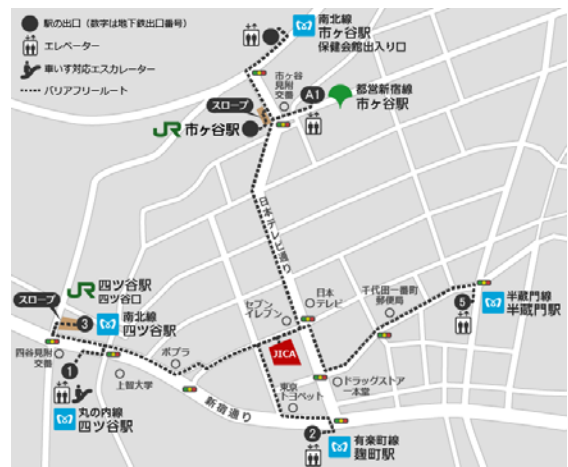 駅の出口（数字は地下鉄出口番号）
エレベーター
車いす対応エスカレーター
バリアフリールート
南北線
市ヶ谷駅
保健会館出入り口
市ヶ谷
見附
交番
A1
都営新宿線
市ヶ谷駅
スロープ
JR 市ヶ谷駅
日本テレビ通り
JR 四ツ谷駅
四ツ谷口
スロープ
3
南北線
四ツ谷駅
四谷見附
交番
1
丸の内線
四ツ谷駅
上智大学
ポプラ
新宿通り
セブン
イレブン
日本
テレビ
千代田一番町
郵便局
5
半蔵門線
半蔵門駅
JICA
東京
トヨペット
ドラッグストア
一本堂
2
有楽町線
麹町駅